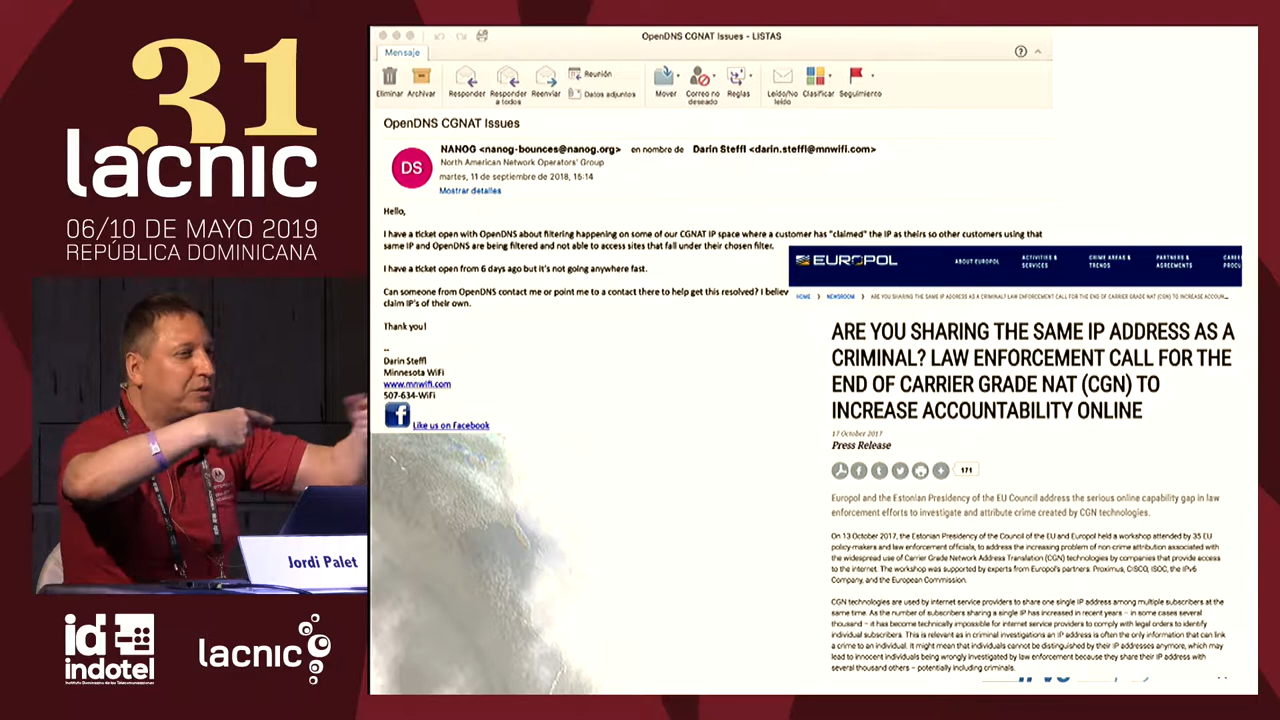 31
lacnic
06/10 DE MAYO 2019
REPÚBLICA DOMINICANA
Jordi Palet
id
indotel
Instituto Dominicano de las Telecomunicaciones
lacnic
OpenDNS CGNAT Issues - LISTAS
Mensaje
Eliminar
Archivar
Responder
Responder
a todos
Reenviar
Reunión
Datos adjuntos
Mover
Correo no
deseado
Reglas
Leído/No
leído
Clasificar
Seguimiento
OpenDNS CGNAT Issues
DS
NANOG <nanog-bounces@nanog.org> en nombre de Darin Steffl <darin.steffl@mnwifi.com>
North American Network Operators' Group
martes, 11 de septiembre de 2018, 15:14
Mostrar detalles
Hello,
I have a ticket open with OpenDNS about filtering happening on some of our CGNAT IP space where a customer has "claimed" the IP as theirs so other customers using that
same IP and OpenDNS are being filtered and not able to access sites that fall under their chosen filter.
I have a ticket open from 6 days ago but it's not going anywhere fast.
Can someone from OpenDNS contact me or point me to a contact there to help get this resolved? I believ
claim IP's of their own.
Thank you!
--
Darin Steffl
Minnesota WiFi
www.mnwifi.com
507-634-WiFi
Like us on Facebook
EUROPOL
ABOUT EUROPOL
ACTIVITIES &
SERVICES
CRIME AREAS &
TRENDS
PARTNERS &
AGREEMENTS
CAREE
PROCU
HOME > NEWSROOM > ARE YOU SHARING THE SAME IP ADDRESS AS A CRIMINAL? LAW ENFORCEMENT CALL FOR THE END OF CARRIER GRADE NAT (CGN) TO INCREASE ACCOUN...
ARE YOU SHARING THE SAME IP ADDRESS AS A
CRIMINAL? LAW ENFORCEMENT CALL FOR THE
END OF CARRIER GRADE NAT (CGN) TO
INCREASE ACCOUNTABILITY ONLINE
17 October 2017
Press Release
171
Europol and the Estonian Presidency of the EU Council address the serious online capability gap in law
enforcement efforts to investigate and attribute crime created by CGN technologies.
On 13 October 2017, the Estonian Presidency of the Council of the EU and Europol held a workshop attended by 35 EU
policy-makers and law enforcement officials, to address the increasing problem of non-crime attribution associated with
the widespread use of Carrier Grade Network Address Translation (CGN) technologies by companies that provide access
to the internet. The workshop was supported by experts from Europol's partners: Proximus, CISCO, ISOC, the IPv6
Company, and the European Commission.
CGN technologies are used by internet service providers to share one single IP address among multiple subscribers at the
same time. As the number of subscribers sharing a single IP has increased in recent years – in some cases several
thousand – it has become technically impossible for internet service providers to comply with legal orders to identify
individual subscribers. This is relevant as in criminal investigations an IP address is often the only information that can link
a crime to an individual. It might mean that individuals cannot be distinguished by their IP addresses anymore, which may
lead to innocent individuals being wrongly investigated by law enforcement because they share their IP address with
several thousand others – potentially including criminals.